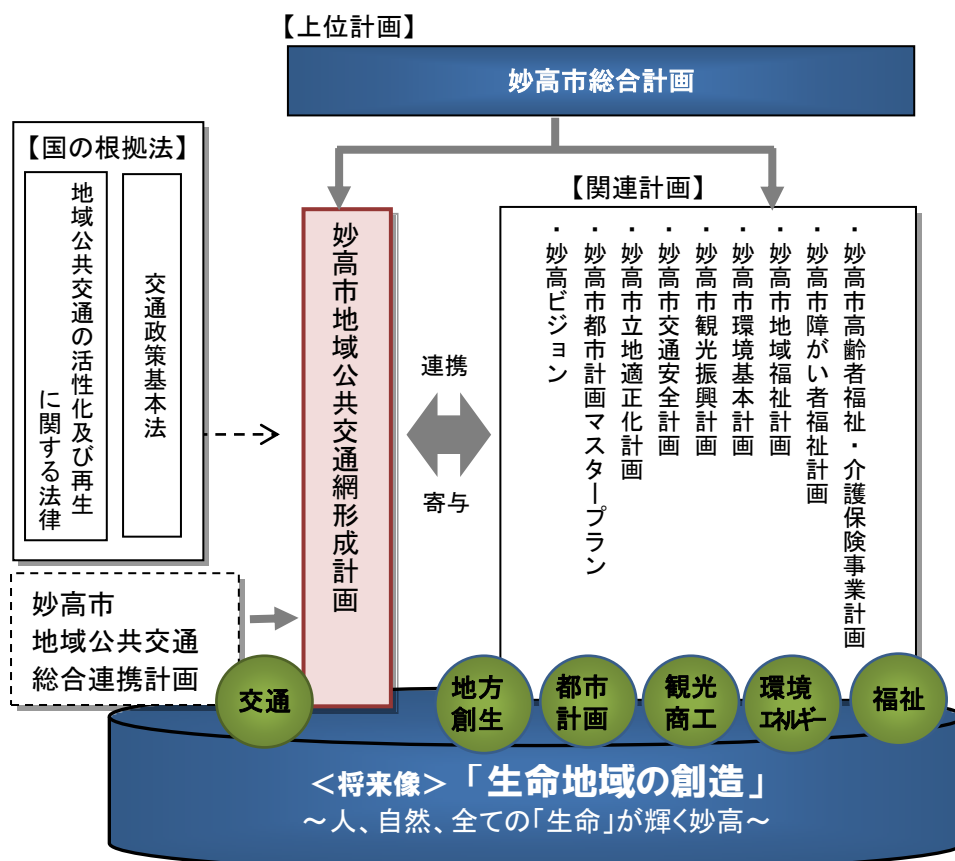 【上位計画】
妙高市総合計画
【国の根拠法】
交通政策基本法
地域公共交通の活性化及び再生
に関する法律
妙高市地域公共交通網形成計画
連携
寄与
【関連計画】
・妙高市高齢者福祉・介護保険事業計画
・妙高市障がい者福祉計画
・妙高市地域福祉計画
・妙高市環境基本計画
・妙高市観光振興計画
・妙高市交通安全計画
・妙高市立地適正化計画
・妙高市都市計画マスタープラン
・妙高ビジョン
妙高市
地域公共交通
総合連携計画
交通
地方
創生
都市
計画
観光
商工
環境
エネルギー
福祉
＜将来像＞「生命地域の創造」
～人、自然、全ての「生命」が輝く妙高～